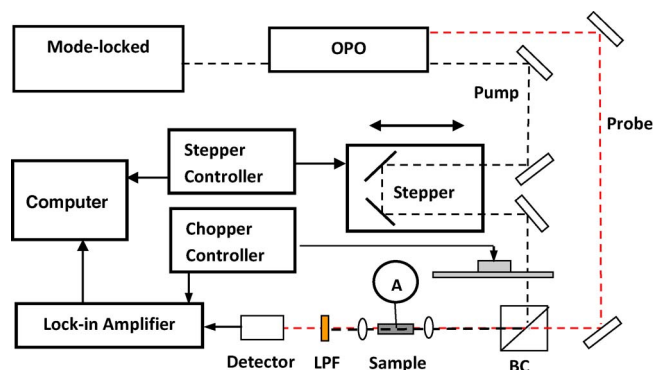 Mode-locked
OPO
Pump
Probe
Stepper
Controller
Stepper
Computer
Chopper
Controller
A
Lock-in Amplifier
Detector
LPF
Sample
BC